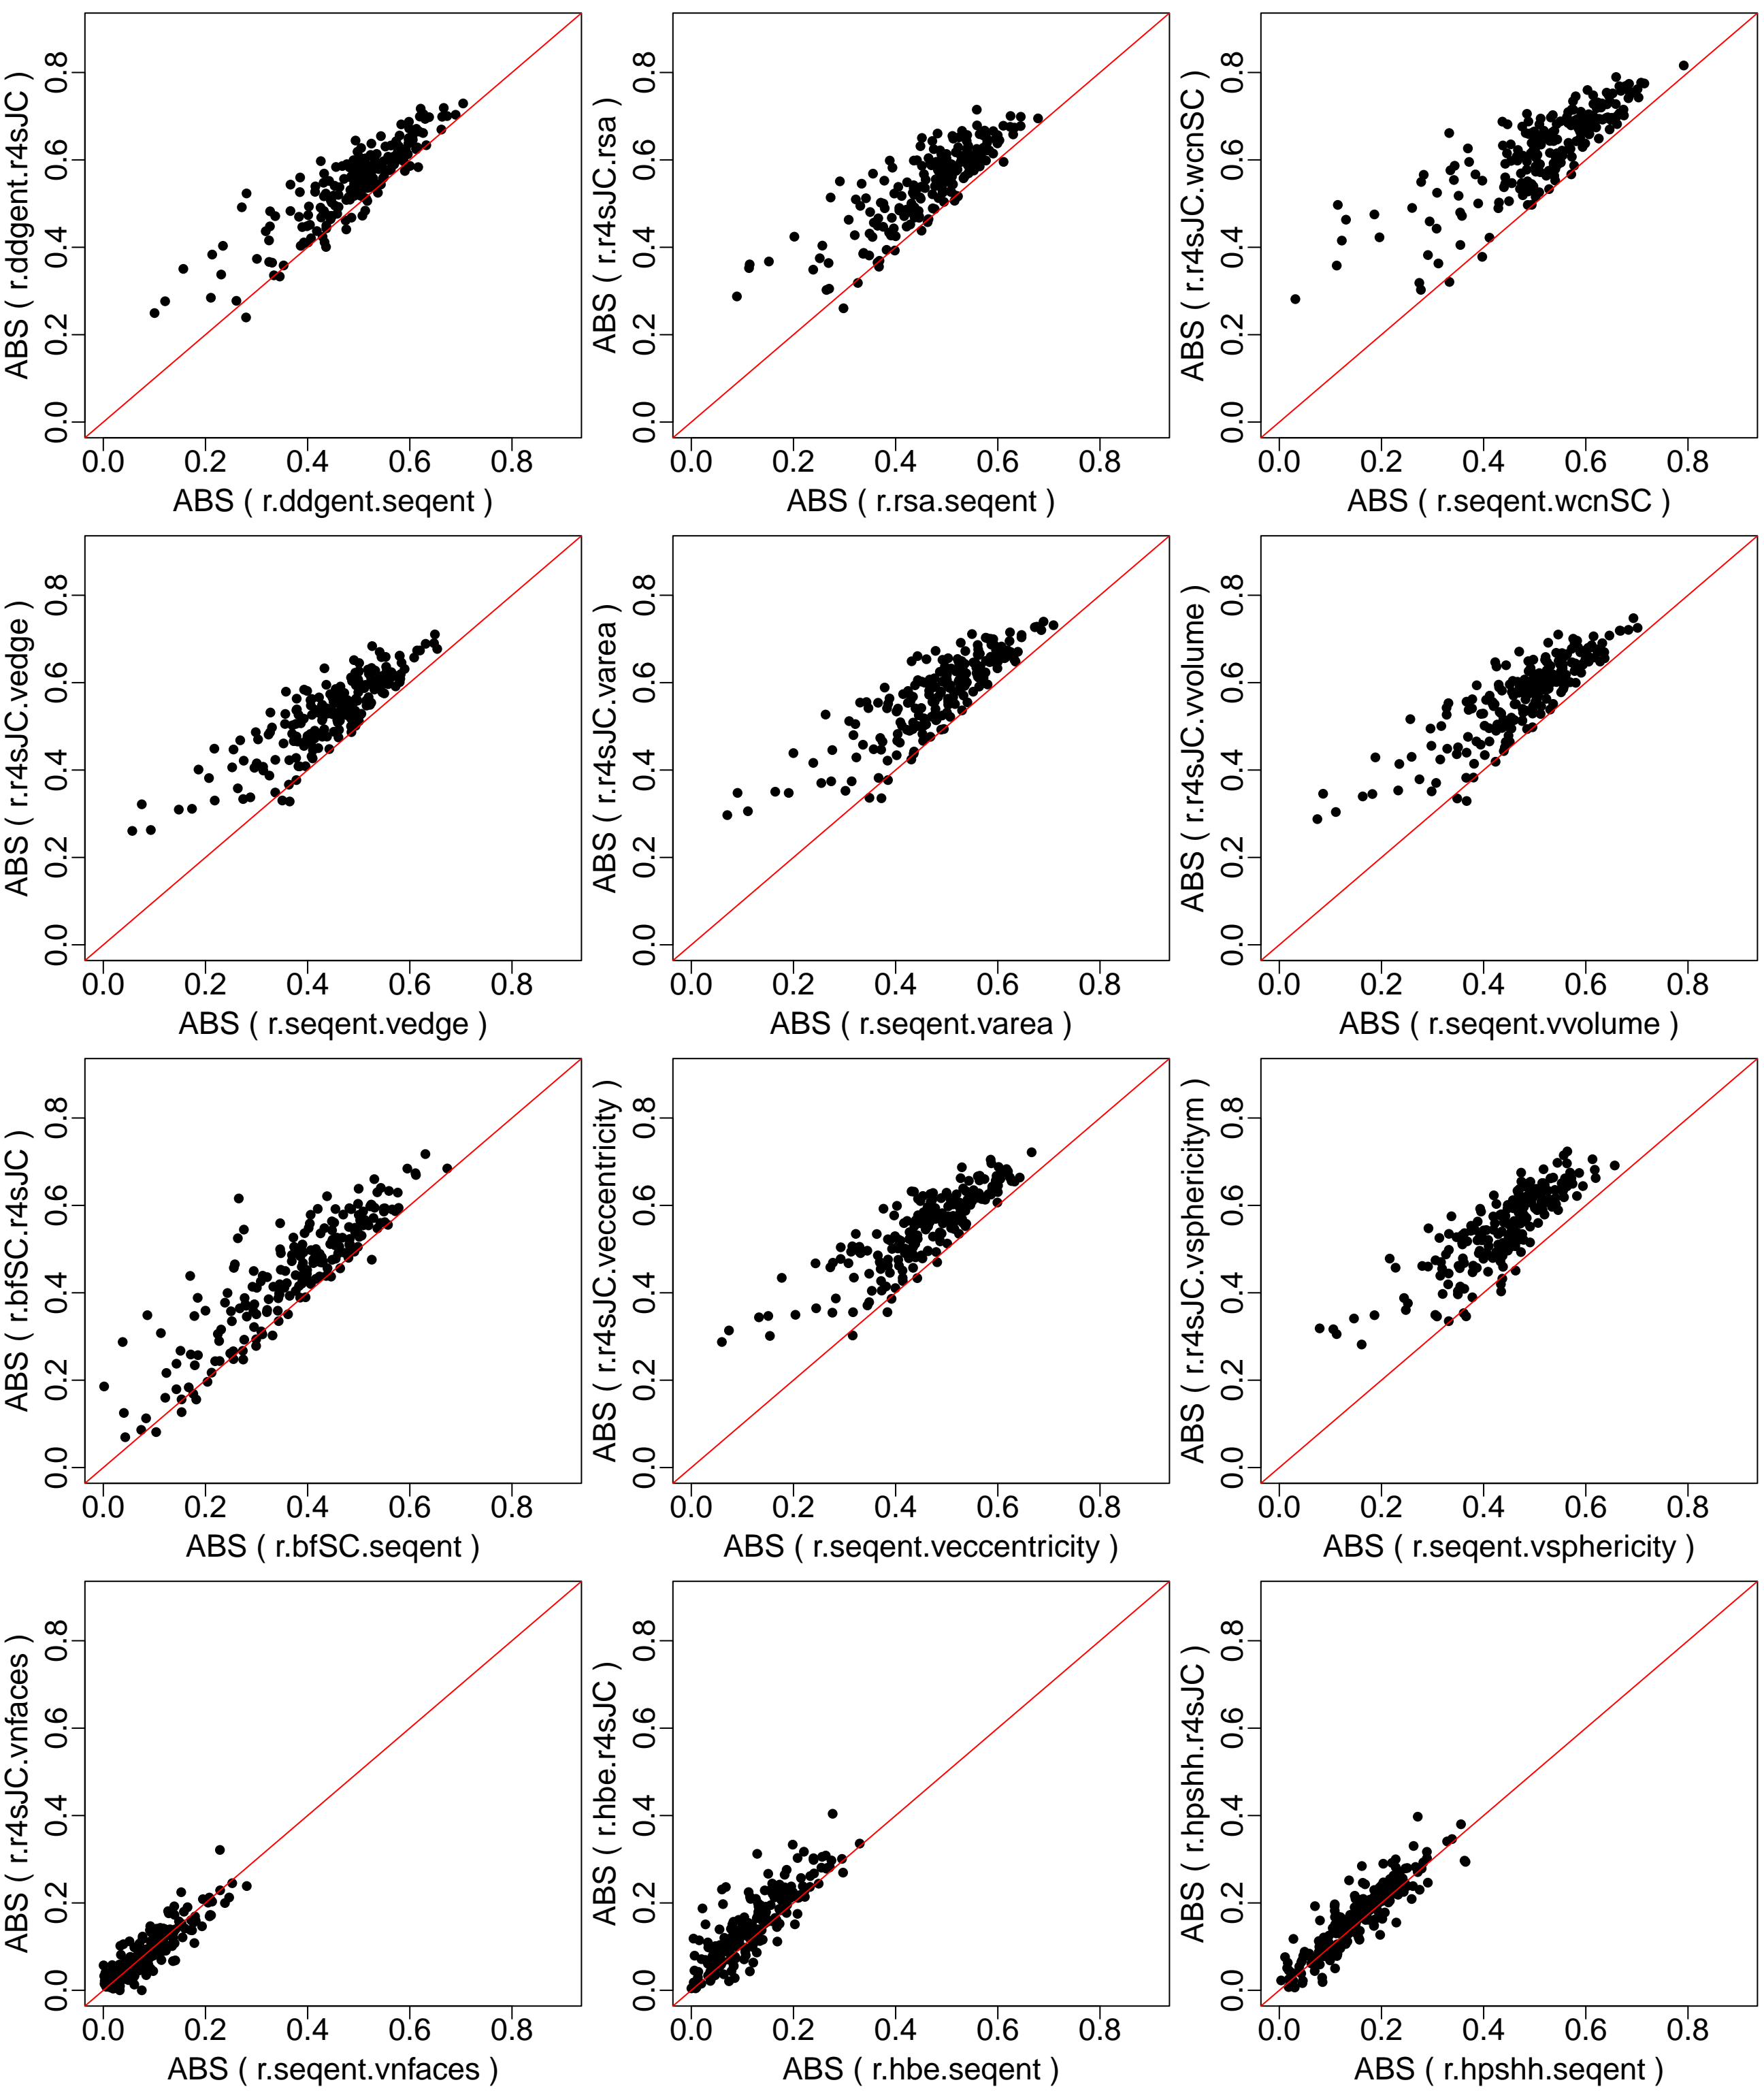 ABS ( r.ddgent.r4sJC )
0.0 0.2 0.4 0.6 0.8
0.0 0.2 0.4 0.6 0.8
ABS ( r.ddgent.seqent )
ABS ( r.r4sJC.rsa )
0.0 0.2 0.4 0.6 0.8
0.0 0.2 0.4 0.6 0.8
ABS ( r.rsa.seqent )
ABS ( r.r4sJC.wcnSC )
0.0 0.2 0.4 0.6 0.8
0.0 0.2 0.4 0.6 0.8
ABS ( r.seqent.wcnSC )
ABS ( r.r4sJC.vedge )
0.0 0.2 0.4 0.6 0.8
0.0 0.2 0.4 0.6 0.8
ABS ( r.seqent.vedge )
ABS ( r.r4sJC.varea )
0.0 0.2 0.4 0.6 0.8
0.0 0.2 0.4 0.6 0.8
ABS ( r.seqent.varea )
ABS ( r.r4sJC.vvolume )
0.0 0.2 0.4 0.6 0.8
0.0 0.2 0.4 0.6 0.8
ABS ( r.seqent.vvolume )
ABS ( r.bfSC.r4sJC )
0.0 0.2 0.4 0.6 0.8
0.0 0.2 0.4 0.6 0.8
ABS ( r.bfSC.seqent )
ABS ( r.r4sJC.veccentricity )
0.0 0.2 0.4 0.6 0.8
0.0 0.2 0.4 0.6 0.8
ABS ( r.seqent.veccentricity )
ABS ( r.r4sJC.vsphericitym )
0.0 0.2 0.4 0.6 0.8
0.0 0.2 0.4 0.6 0.8
ABS ( r.seqent.vsphericity )
ABS ( r.r4sJC.vnfaces )
0.0 0.2 0.4 0.6 0.8
0.0 0.2 0.4 0.6 0.8
ABS ( r.seqent.vnfaces )
ABS ( r.hbe.r4sJC )
0.0 0.2 0.4 0.6 0.8
0.0 0.2 0.4 0.6 0.8
ABS ( r.hbe.seqent )
ABS ( r.hpshh.r4sJC )
0.0 0.2 0.4 0.6 0.8
0.0 0.2 0.4 0.6 0.8
ABS ( r.hpshh.seqent )